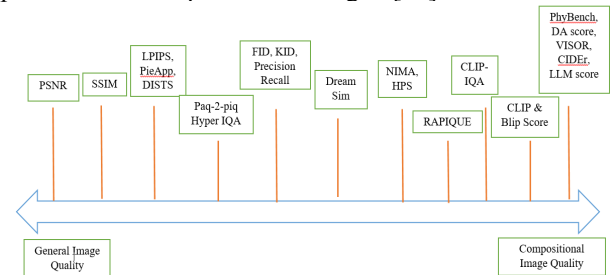 PSNR
SSIM
LPIPS,
PieApp,
DISTS
Paq-2-piq
Hyper IQA
FID, KID,
Precision
Recall
Dream
Sim
NIMA,
HPS
RAPIQUE
CLIP-
IQA
CLIP &
Blip Score
PhyBench,
DA score,
VISOR,
CIDEr,
LLM score
General Image
Quality
Compositional
Image Quality